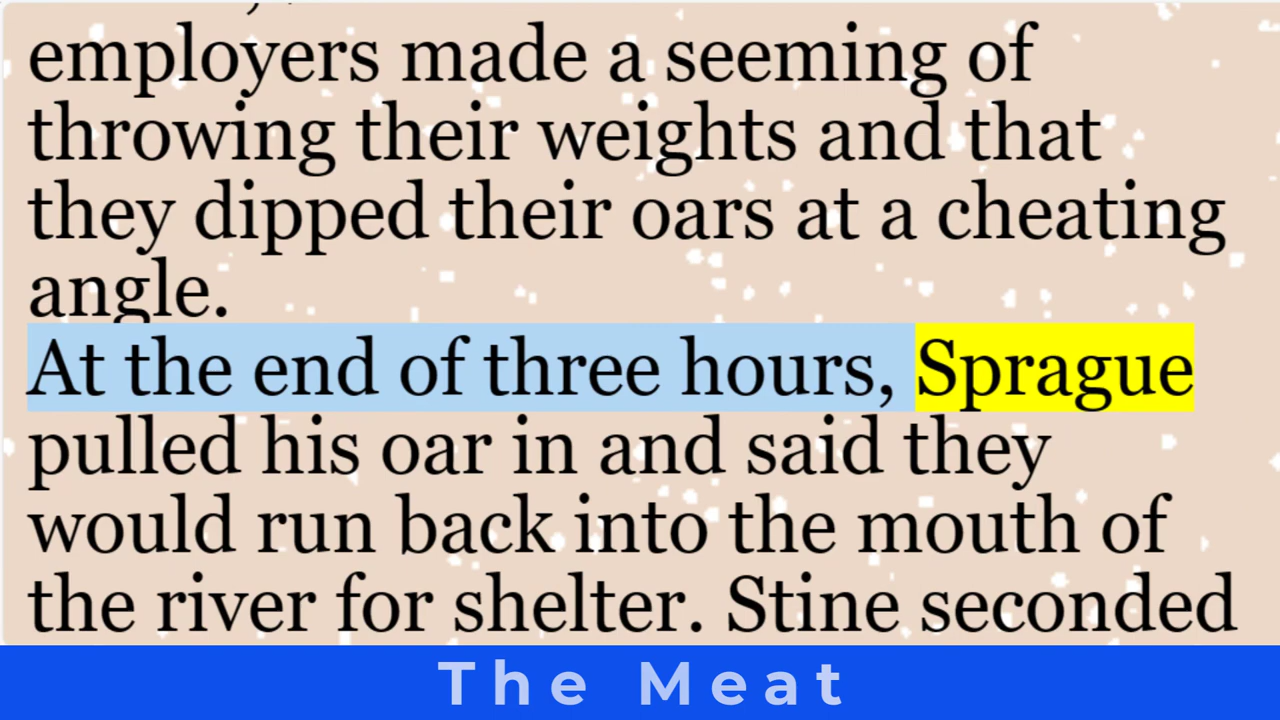 employers made a seeming of
throwing their weights and that
they dipped their oars at a cheating
angle.
At the end of three hours, Sprague
pulled his oar in and said they
would run back into the mouth of
the river for shelter. Stine seconded
The Meat